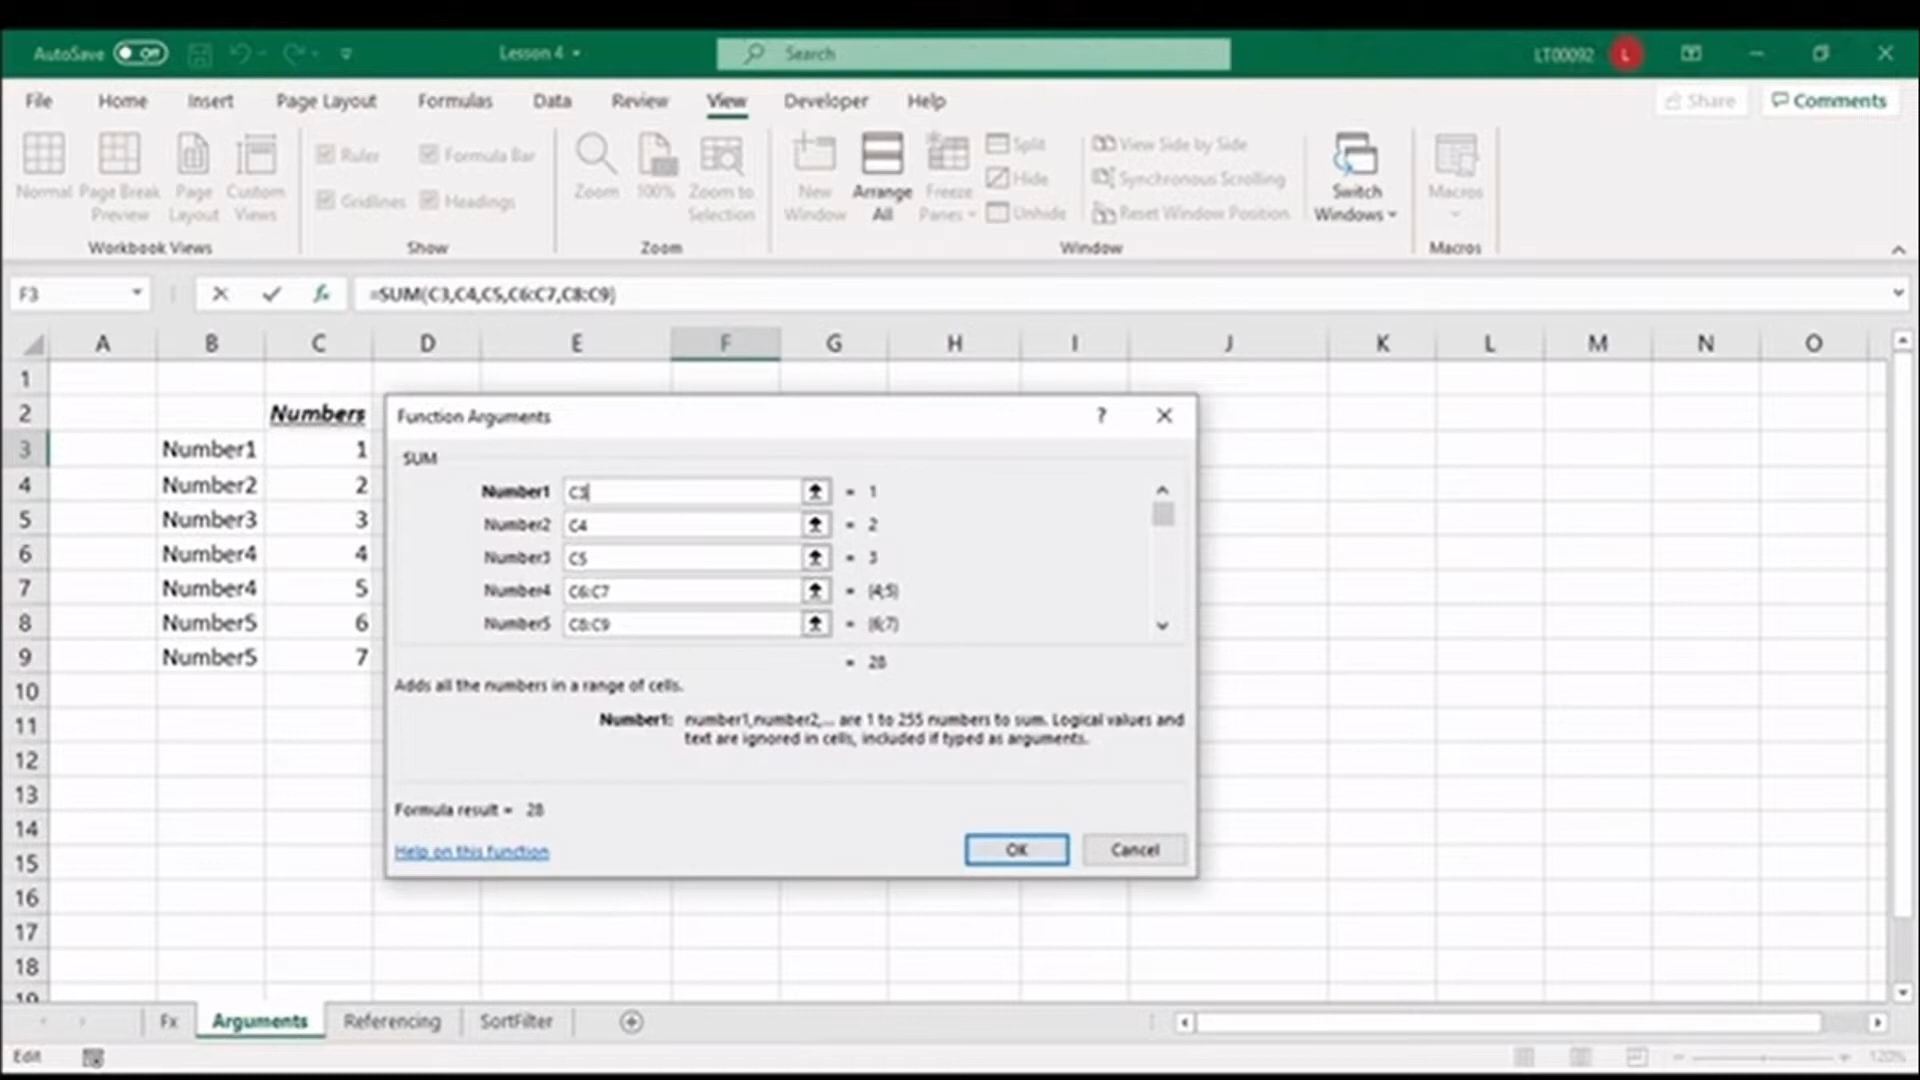 AutoSave Off Lesson 4 Search LT00092 L
File Home Insert Page Layout Formulas Data Review View Developer Help Share Comments
Normal Page Break Preview Page Layout Custom Views
Workbook Views
Ruler Formula Bar
Gridlines Headings
Show
Zoom 100% Zoom to Selection
Zoom
New Window Arrange All Freeze Panes
Split
Hide
Unhide
View Side by Side
Synchronous Scrolling
Reset Window Position
Switch Windows
Window
Macros
Macros
F3 fx =SUM(C3,C4,C5,C6:C7,C8:C9)
A B C D E F G H I J K L M N O
1
2 Numbers
3 Number1 1
4 Number2 2
5 Number3 3
6 Number4 4
7 Number4 5
8 Number5 6
9 Number5 7
10
11
12
13
14
15
16
17
18
19
Function Arguments ?
SUM
Number1 C3 = 1
Number2 C4 = 2
Number3 C5 = 3
Number4 C6:C7 = {4;5}
Number5 C8:C9 = {6;7}
= 28
Adds all the numbers in a range of cells.
Number1: number1,number2,... are 1 to 255 numbers to sum. Logical values and
text are ignored in cells, included if typed as arguments.
Formula result = 28
Help on this function OK Cancel
Fx Arguments Referencing SortFilter
Edit 120%